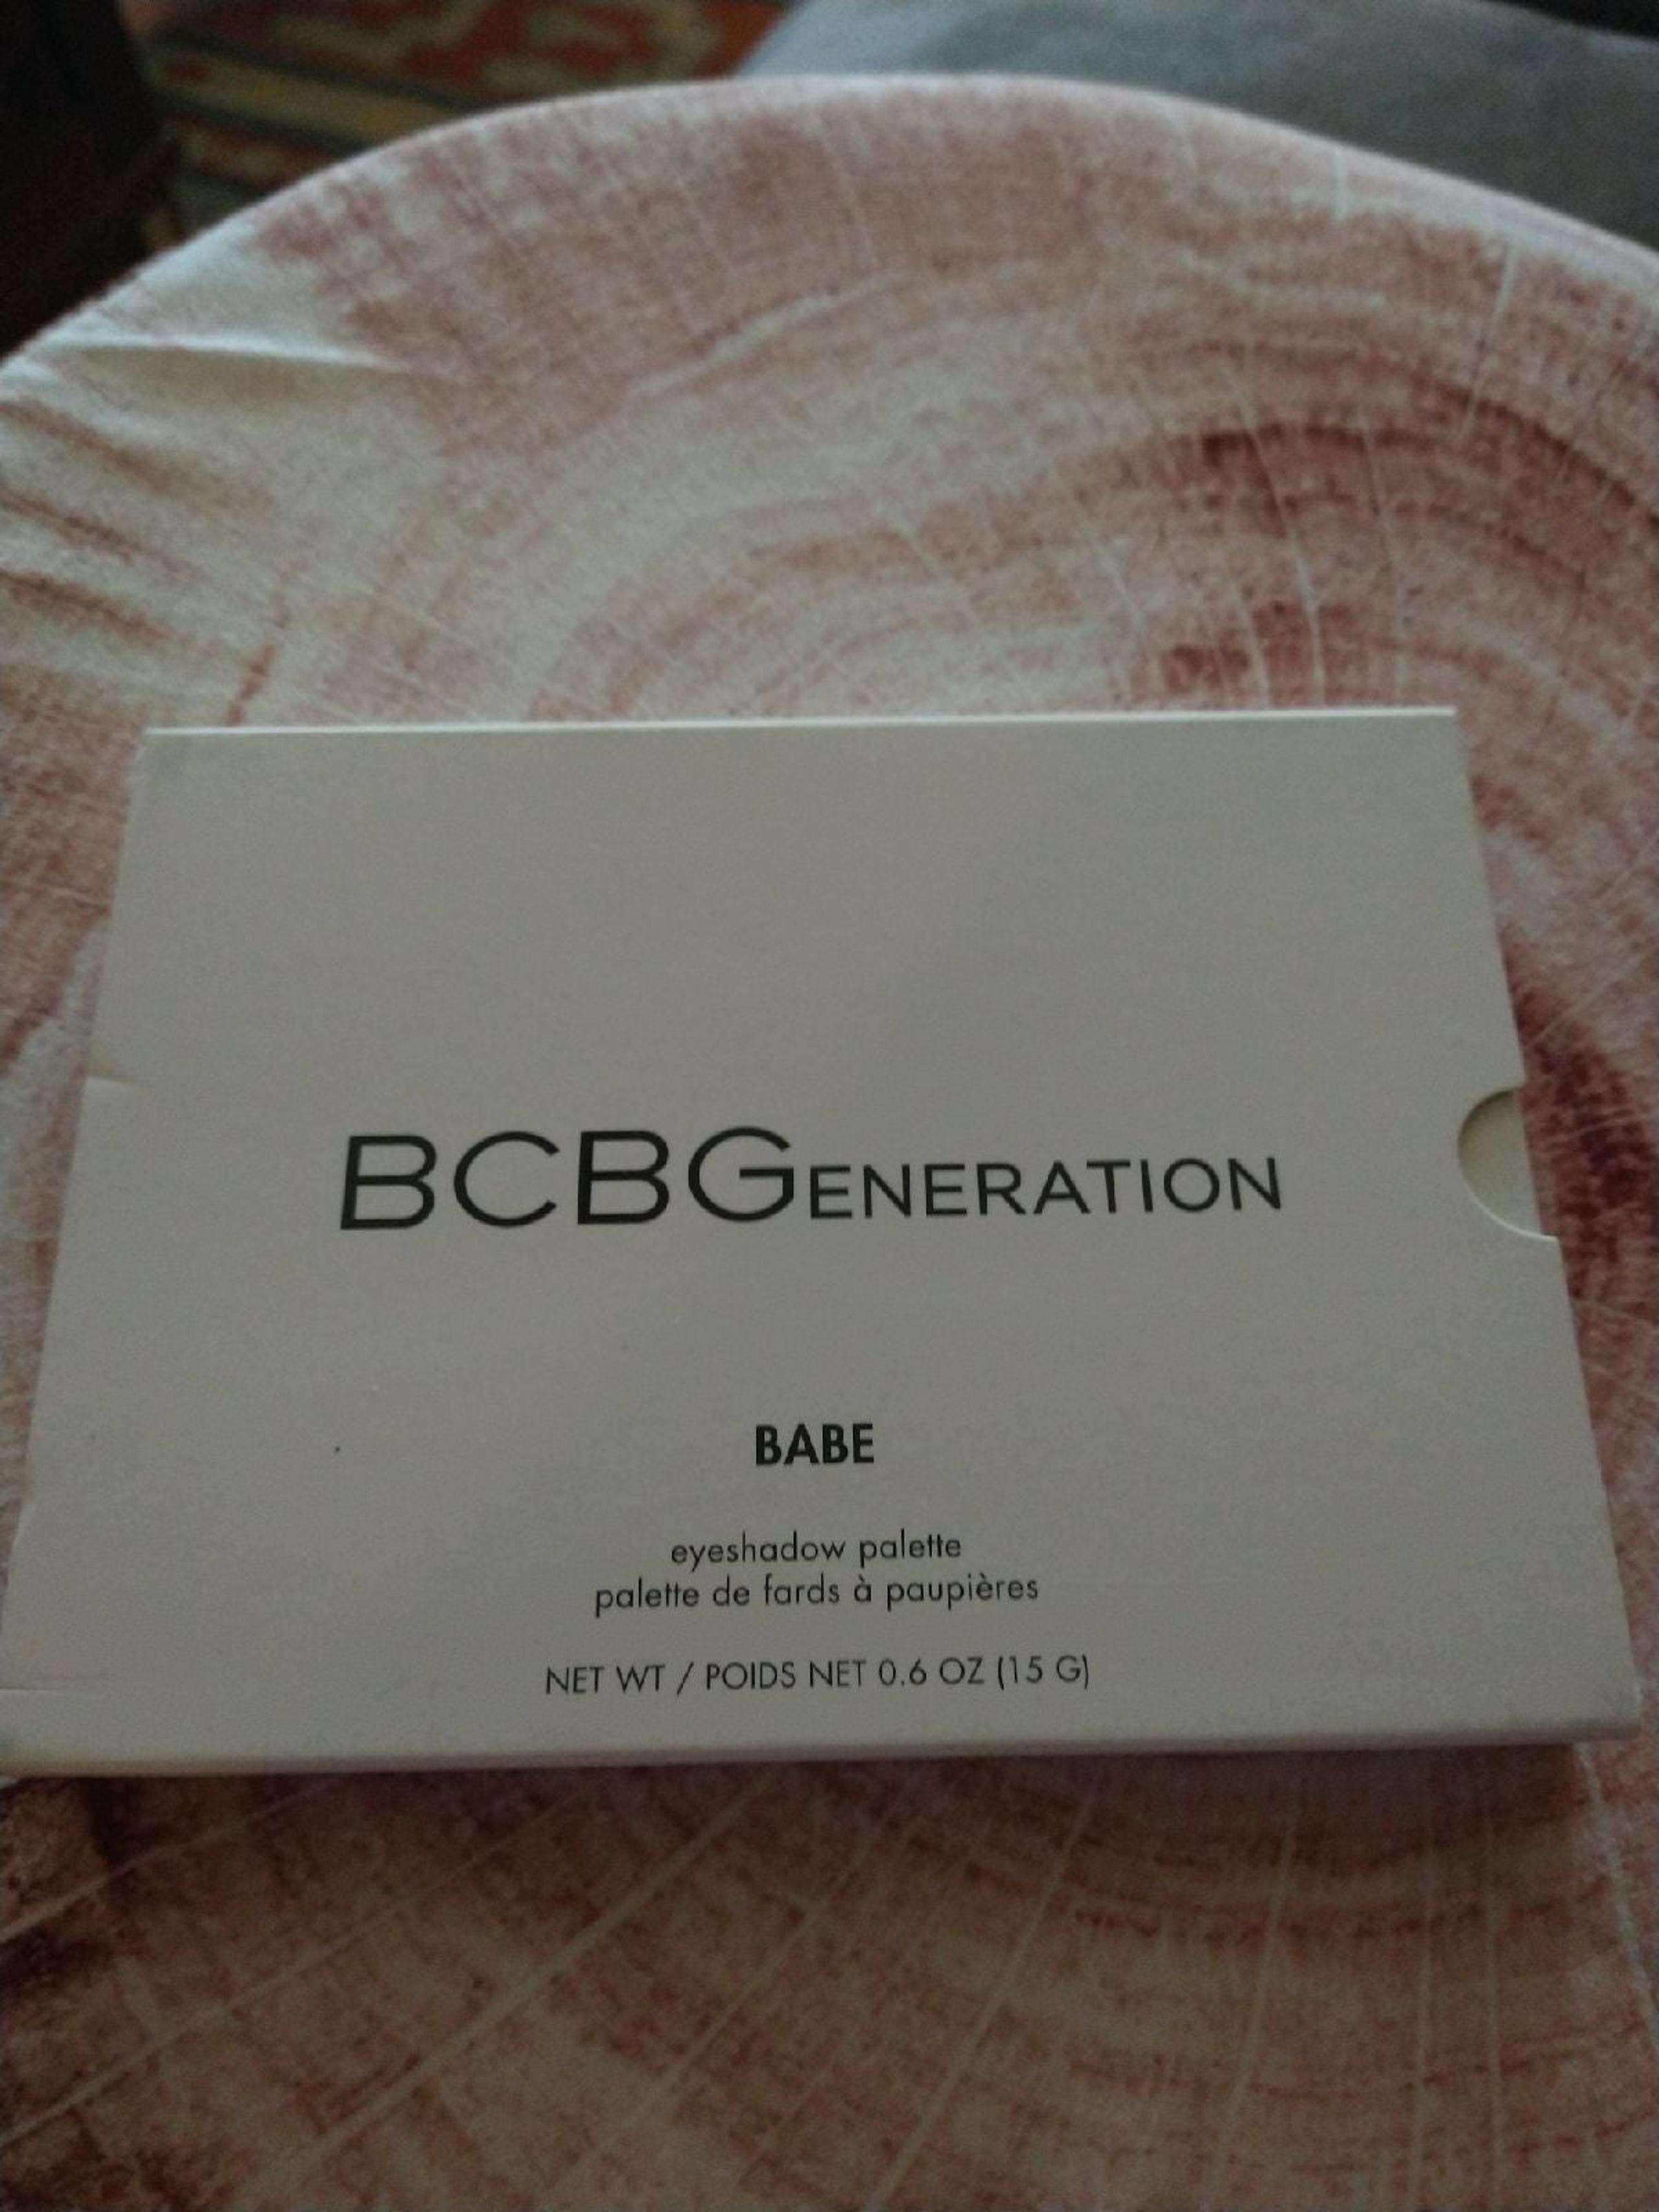 BCBGENERATION
BABE
eyeshadow palette
palette de fards à paupières
NET WT / POIDS NET 0.6 OZ (15 G)